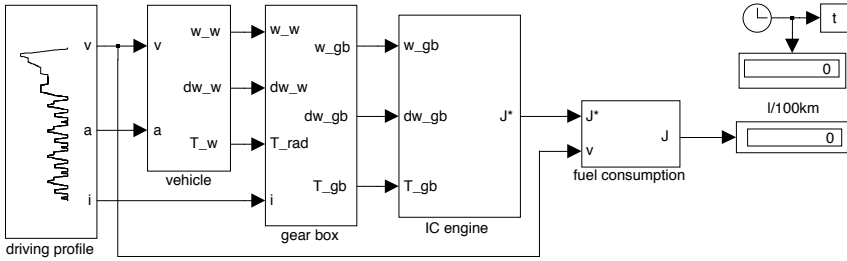 v
a
i
driving profile
v
a
w_w
dw_w
T_w
vehicle
w_w
dw_w
T_rad
i
w_gb
dw_gb
T_gb
gear box
w_gb
dw_gb
T_gb
J*
IC engine
J*
v
J
fuel consumption
t
0
l/100km
0